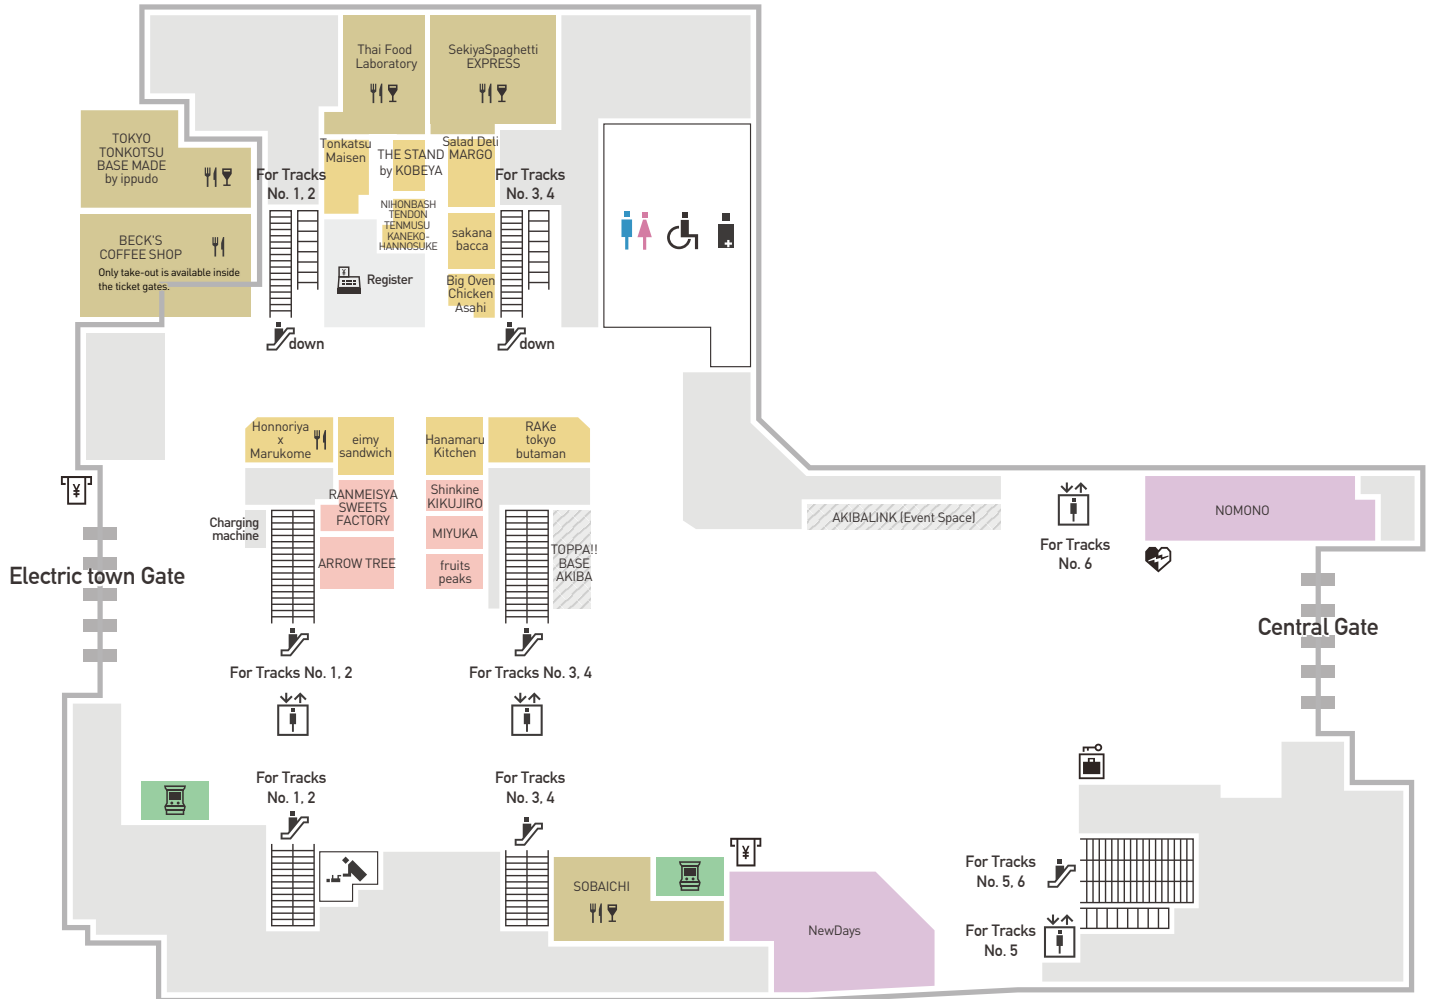 Thai Food
Laboratory
SekiyaSpaghetti
EXPRESS
TOKYO
TONKOTSU
BASE MADE
by ippudo
Tonkatsu
Maisen
THE STAND
by KOBEYA
Salad Deli
MARGO
For Tracks
No. 1, 2
For Tracks
No. 3, 4
NIHONBASH
TENDON
TENMUSU
KANEKO-
HANNOSUKE
sakana
bacca
BECK'S
COFFEE SHOP
Only take-out is available inside
the ticket gates.
¥
Register
Big Oven
Chicken
Asahi
down
down
Honnoriya
x
Marukome
eimy
sandwich
Hanamaru
Kitchen
RAKe
tokyo
butaman
¥
RANMEISYA
SWEETS
FACTORY
Shinkine
KIKUJIRO
MIYUKA
Charging
machine
ARROW TREE
fruits
peaks
TOPPA!!
BASE
AKIBA
AKIBALINK (Event Space)
NOMONO
For Tracks
No. 6
Electric town Gate
Central Gate
For Tracks No. 1, 2
For Tracks No. 3, 4
For Tracks
No. 1, 2
For Tracks
No. 3, 4
¥
SOBAICHI
NewDays
For Tracks
No. 5, 6
For Tracks
No. 5